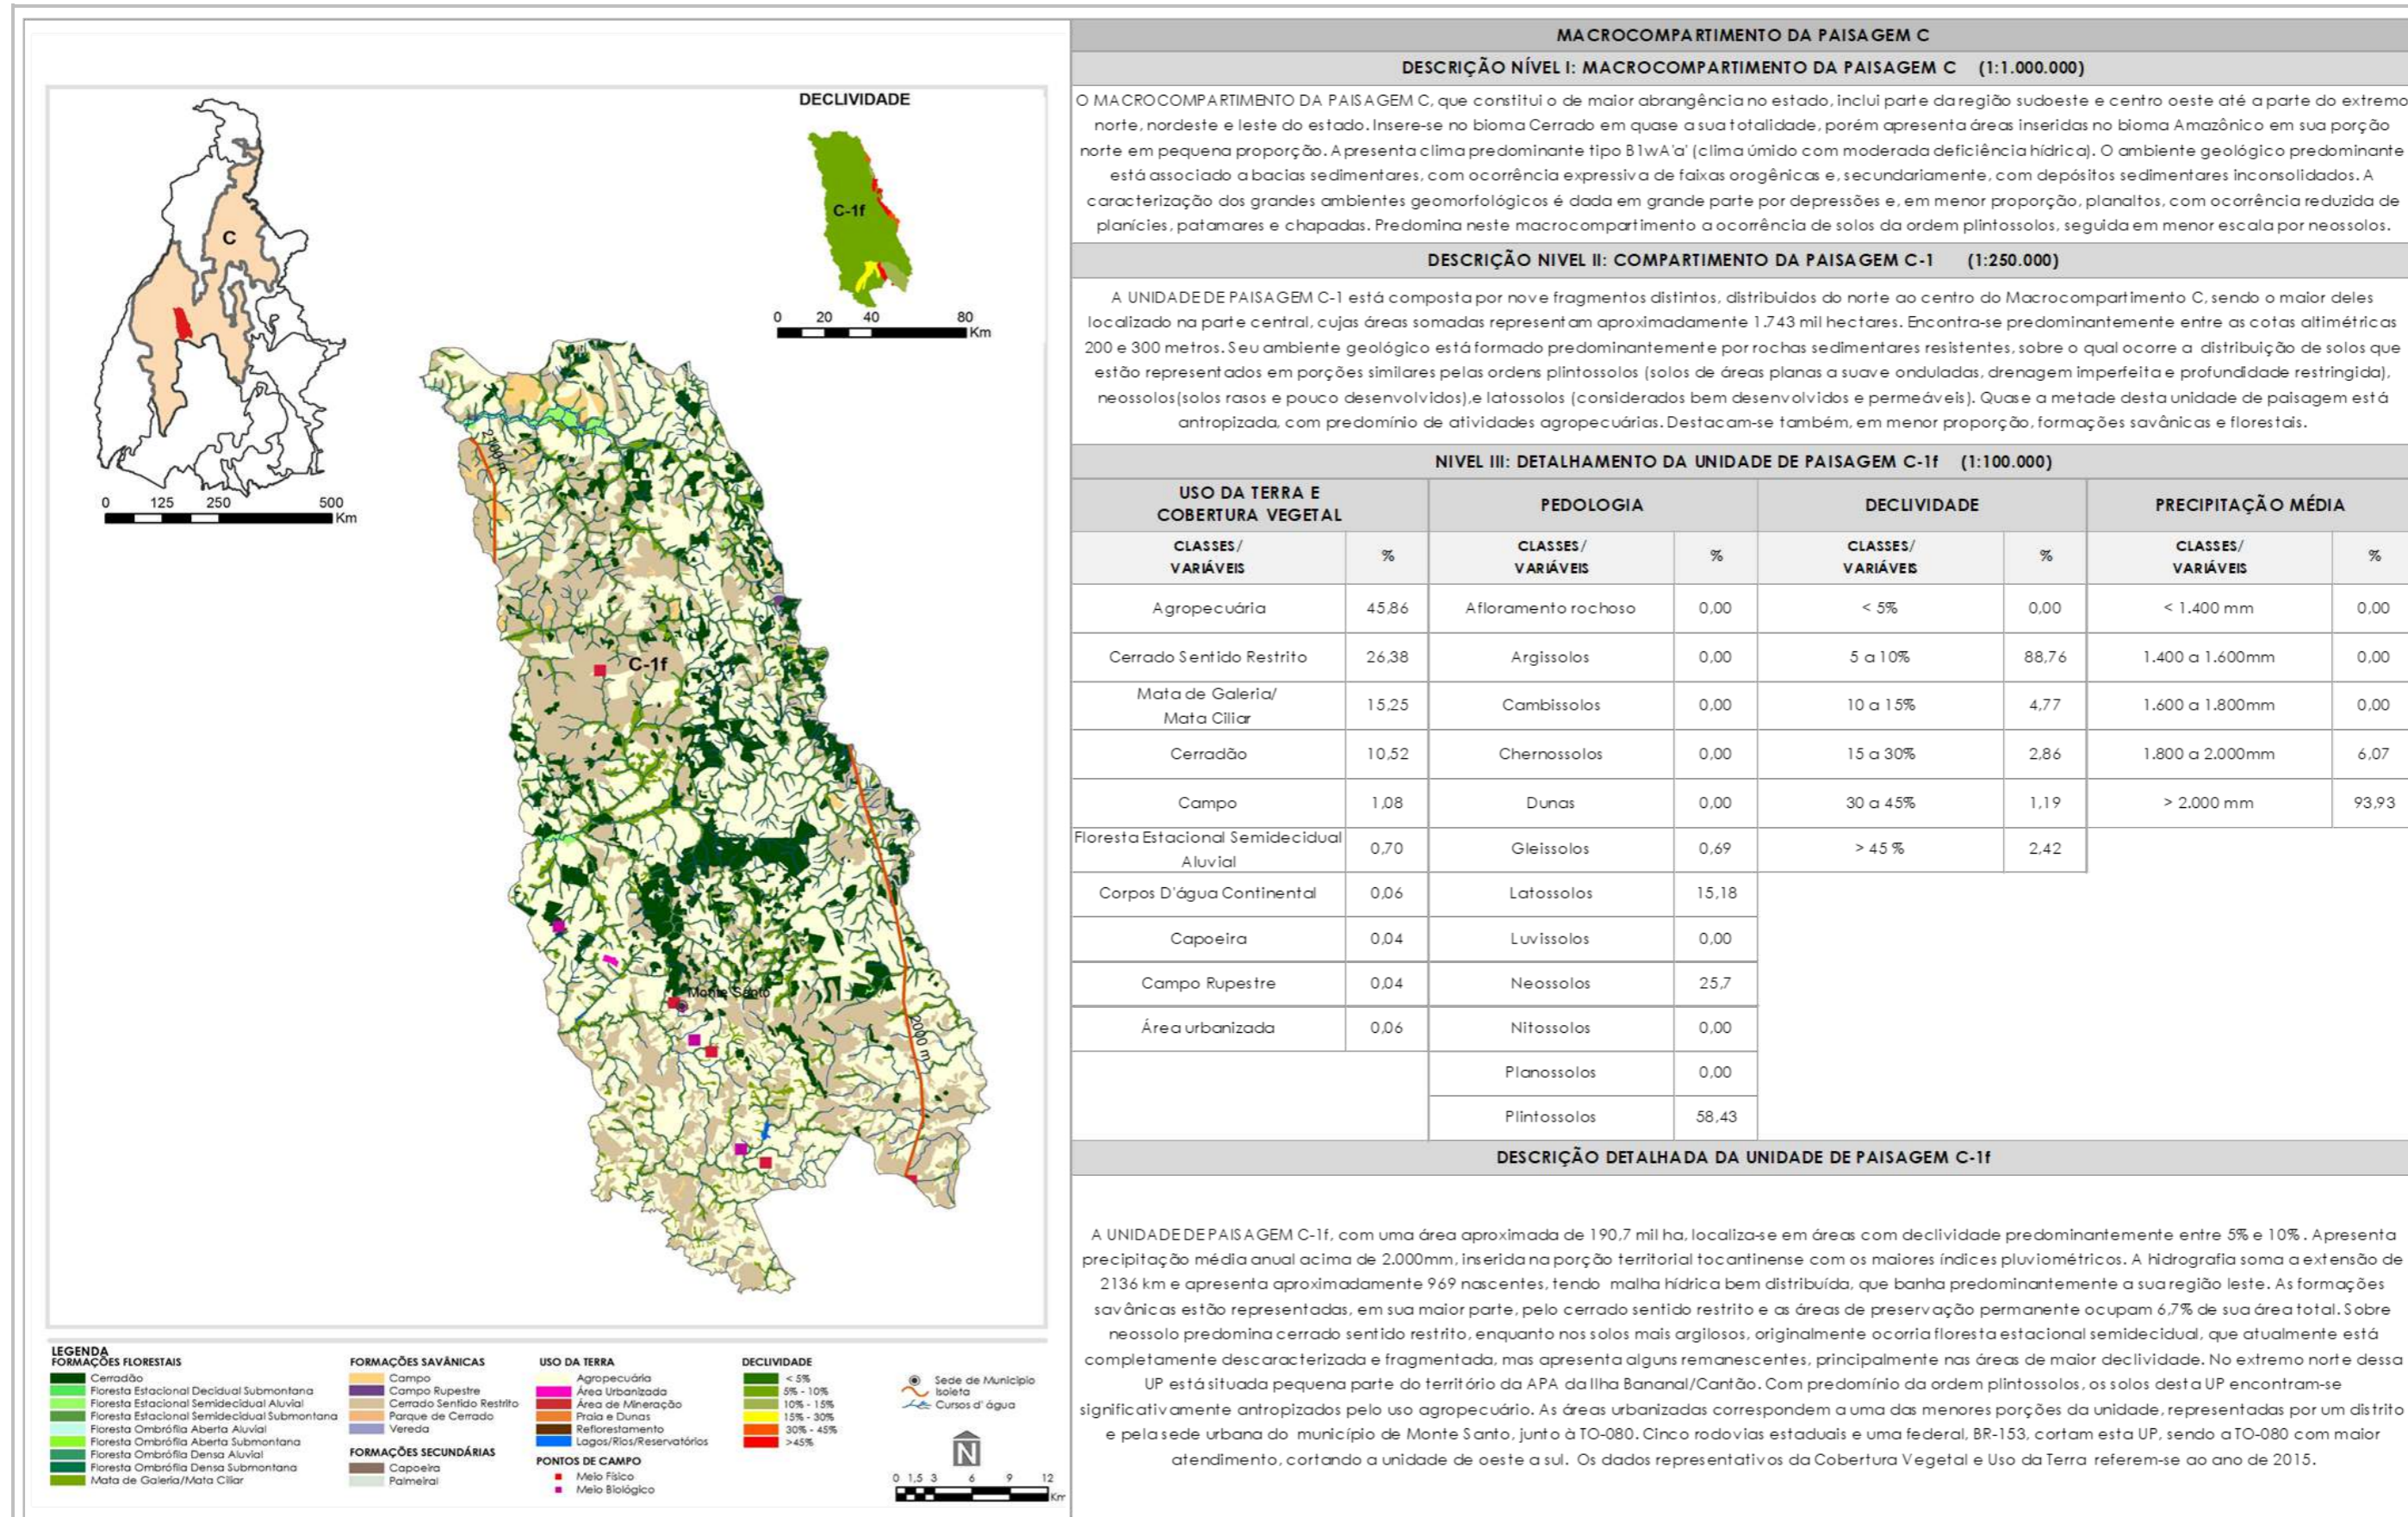 DECLIVIDADE
C
C-1f
0 20 40 80
Km
0 125 250 500
Km
2100 m
C-1f
Monte Santo
2000 m
LEGENDA
FORMAÇÕES FLORESTAIS
Cerradão
Floresta Estacional Decidual Submontana
Floresta Estacional Semidecidual Aluvial
Floresta Estacional Semidecidual Submontana
Floresta Ombrófila Aberta Aluvial
Floresta Ombrófila Aberta Submontana
Floresta Ombrófila Densa Aluvial
Floresta Ombrófila Densa Submontana
Mata de Galeria/Mata Ciliar
FORMAÇÕES SAVÂNICAS
Campo
Campo Rupestre
Cerrado Sentido Restrito
Parque de Cerrado
Vereda
FORMAÇÕES SECUNDÁRIAS
Capoeira
Palmeiral
USO DA TERRA
Agropecuária
Área Urbanizada
Área de Mineração
Praia e Dunas
Reflorestamento
Lagos/Rios/Reservatórios
PONTOS DE CAMPO
Meio Físico
Meio Biológico
DECLIVIDADE
< 5%
5% - 10%
10% - 15%
15% - 30%
30% - 45%
>45%
Sede de Município
Isoieta
Cursos d' água
N
0 1,5 3 6 9 12
Km
MACROCOMPARTIMENTO DA PAISAGEM C
DESCRIÇÃO NÍVEL I: MACROCOMPARTIMENTO DA PAISAGEM C (1:1.000.000)
O MACROCOMPARTIMENTO DA PAISAGEM C, que constitui o de maior abrangência no estado, inclui parte da região sudoeste e centro oeste até a parte do extremo
norte, nordeste e leste do estado. Insere-se no bioma Cerrado em quase a sua totalidade, porém apresenta áreas inseridas no bioma Amazônico em sua porção
norte em pequena proporção. Apresenta clima predominante tipo B1wA'a' (clima úmido com moderada deficiência hídrica). O ambiente geológico predominante
está associado a bacias sedimentares, com ocorrência expressiva de faixas orogênicas e, secundariamente, com depósitos sedimentares inconsolidados. A
caracterização dos grandes ambientes geomorfológicos é dada em grande parte por depressões e, em menor proporção, planaltos, com ocorrência reduzida de
planícies, patamares e chapadas. Predomina neste macrocompartimento a ocorrência de solos da ordem plintossolos, seguida em menor escala por neossolos.
DESCRIÇÃO NIVEL II: COMPARTIMENTO DA PAISAGEM C-1 (1:250.000)
A UNIDADE DE PAISAGEM C-1 está composta por nove fragmentos distintos, distribuidos do norte ao centro do Macrocompartimento C, sendo o maior deles
localizado na parte central, cujas áreas somadas representam aproximadamente 1.743 mil hectares. Encontra-se predominantemente entre as cotas altimétricas
200 e 300 metros. Seu ambiente geológico está formado predominantemente por rochas sedimentares resistentes, sobre o qual ocorre a distribuição de solos que
estão representados em porções similares pelas ordens plintossolos (solos de áreas planas a suave onduladas, drenagem imperfeita e profundidade restringida),
neossolos(solos rasos e pouco desenvolvidos),e latossolos (considerados bem desenvolvidos e permeáveis). Quase a metade desta unidade de paisagem está
antropizada, com predomínio de atividades agropecuárias. Destacam-se também, em menor proporção, formações savânicas e florestais.
NIVEL III: DETALHAMENTO DA UNIDADE DE PAISAGEM C-1f (1:100.000)
USO DA TERRA E COBERTURA VEGETAL PEDOLOGIA DECLIVIDADE PRECIPITAÇÃO MÉDIA
CLASSES/ VARIÁVEIS % CLASSES/ VARIÁVEIS % CLASSES/ VARIÁVEIS % CLASSES/ VARIÁVEIS %
Agropecuária 45,86 Afloramento rochoso 0,00 < 5% 0,00 < 1.400 mm 0,00
Cerrado Sentido Restrito 26,38 Argissolos 0,00 5 a 10% 88,76 1.400 a 1.600mm 0,00
Mata de Galeria/ Mata Ciliar 15,25 Cambissolos 0,00 10 a 15% 4,77 1.600 a 1.800mm 0,00
Cerradão 10,52 Chernossolos 0,00 15 a 30% 2,86 1.800 a 2.000mm 6,07
Campo 1,08 Dunas 0,00 30 a 45% 1,19 > 2.000 mm 93,93
Floresta Estacional Semidecidual Aluvial 0,70 Gleissolos 0,69 > 45 % 2,42
Corpos D'água Continental 0,06 Latossolos 15,18
Capoeira 0,04 Luvissolos 0,00
Campo Rupestre 0,04 Neossolos 25,7
Área urbanizada 0,06 Nitossolos 0,00
Planossolos 0,00
Plintossolos 58,43
DESCRIÇÃO DETALHADA DA UNIDADE DE PAISAGEM C-1f
A UNIDADE DE PAISAGEM C-1f, com uma área aproximada de 190,7 mil ha, localiza-se em áreas com declividade predominantemente entre 5% e 10%. Apresenta
precipitação média anual acima de 2.000mm, inserida na porção territorial tocantinense com os maiores índices pluviométricos. A hidrografia soma a extensão de
2136 km e apresenta aproximadamente 969 nascentes, tendo malha hídrica bem distribuída, que banha predominantemente a sua região leste. As formações
savânicas estão representadas, em sua maior parte, pelo cerrado sentido restrito e as áreas de preservação permanente ocupam 6,7% de sua área total. Sobre
neossolo predomina cerrado sentido restrito, enquanto nos solos mais argilosos, originalmente ocorria floresta estacional semidecidual, que atualmente está
completamente descaracterizada e fragmentada, mas apresenta alguns remanescentes, principalmente nas áreas de maior declividade. No extremo norte dessa
UP está situada pequena parte do território da APA da Ilha Bananal/Cantão. Com predomínio da ordem plintossolos, os solos desta UP encontram-se
significativamente antropizados pelo uso agropecuário. As áreas urbanizadas correspondem a uma das menores porções da unidade, representadas por um distrito
e pela sede urbana do município de Monte Santo, junto à TO-080. Cinco rodovias estaduais e uma federal, BR-153, cortam esta UP, sendo a TO-080 com maior
atendimento, cortando a unidade de oeste a sul. Os dados representativos da Cobertura Vegetal e Uso da Terra referem-se ao ano de 2015.